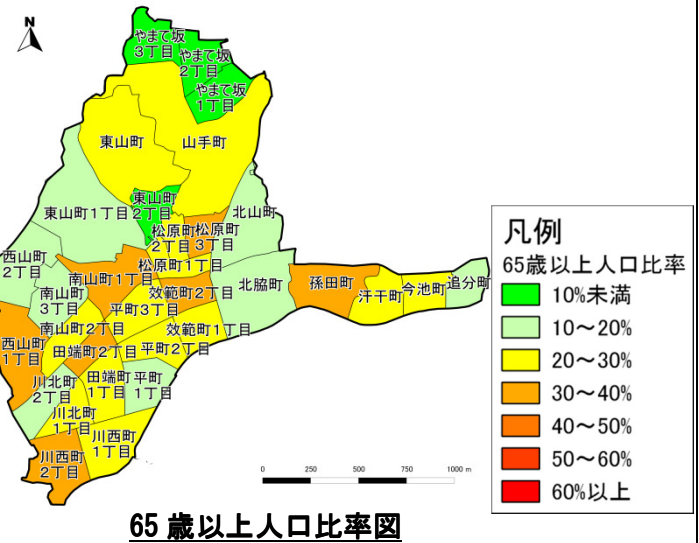 N
やまて坂
3丁目
やまて坂
2丁目
やまて坂
1丁目
東山町
山手町
東山町
2丁目
東山町1丁目
北山町
松原町
2丁目
松原町
3丁目
西山町
2丁目
松原町1丁目
南山町1丁目
北脇町
孫田町
汗干町
今池町
追分町
南山町
3丁目
効範町2丁目
平町3丁目
南山町2丁目
効範町1丁目
西山町
1丁目
田端町2丁目
平町2丁目
川北町
2丁目
田端町
1丁目
平町
1丁目
川北町
1丁目
川西町
1丁目
川西町
2丁目
凡例
65歳以上人口比率
10%未満
10～20%
20～30%
30～40%
40～50%
50～60%
60%以上
0 250 500 750 1000 m
65 歳以上人口比率図